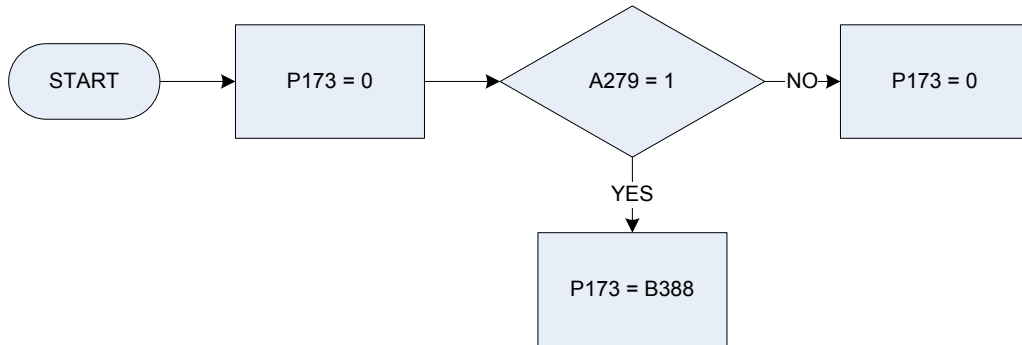 START
P173 = 0
A279 = 1
NO
P173 = 0
YES
P173 = B388